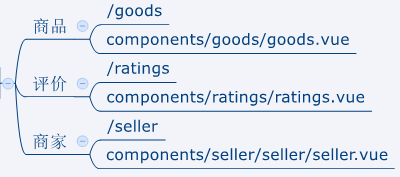 商品
/goods
components/goods/goods.vue
评价
/ratings
components/ratings/ratings.vue
商家
/seller
components/seller/seller/seller.vue